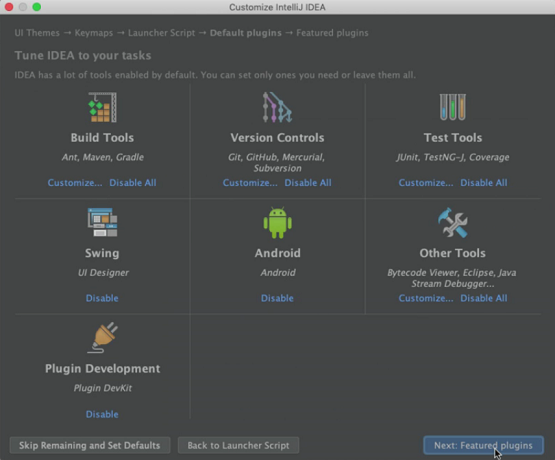 Customize IntelliJ IDEA
UI Themes → Keymaps → Launcher Script → Default plugins → Featured plugins
Tune IDEA to your tasks
IDEA has a lot of tools enabled by default. You can set only ones you need or leave them all.
Build Tools
Ant, Maven, Gradle
Customize... Disable All
Version Controls
Git, GitHub, Mercurial,
Subversion
Customize... Disable All
Test Tools
JUnit, TestNG-J, Coverage
Customize... Disable All
Swing
UI Designer
Disable
Android
Android
Disable
Other Tools
Bytecode Viewer, Eclipse, Java
Stream Debugger...
Customize... Disable All
Plugin Development
Plugin DevKit
Disable
Skip Remaining and Set Defaults
Back to Launcher Script
Next: Featured plugins